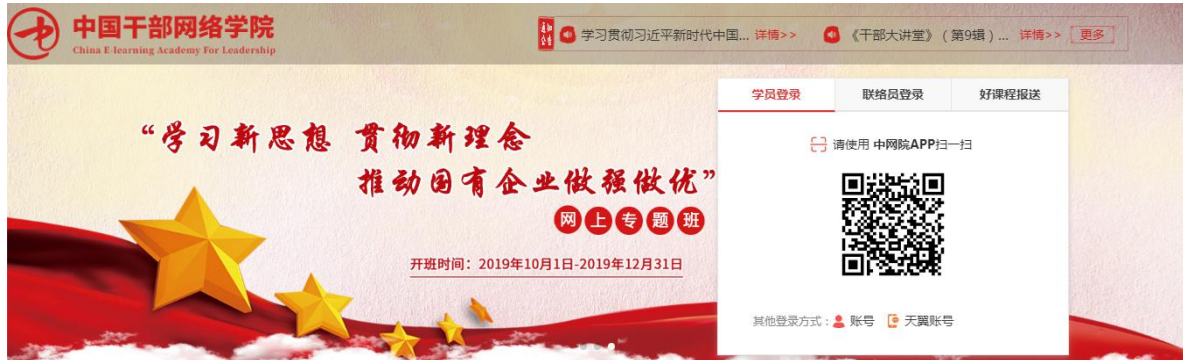 中国干部网络学院
China E-learning Academy For Leadership
通知公告
学习贯彻习近平新时代中国... 详情>>
《干部大讲堂》（第9辑）... 详情>>
更多
学员登录 联络员登录 好课程报送
请使用 中网院APP扫一扫
“学习新思想 贯彻新理念
推动国有企业做强做优”
网上专题班
开班时间：2019年10月1日-2019年12月31日
其他登录方式： 账号 天翼账号